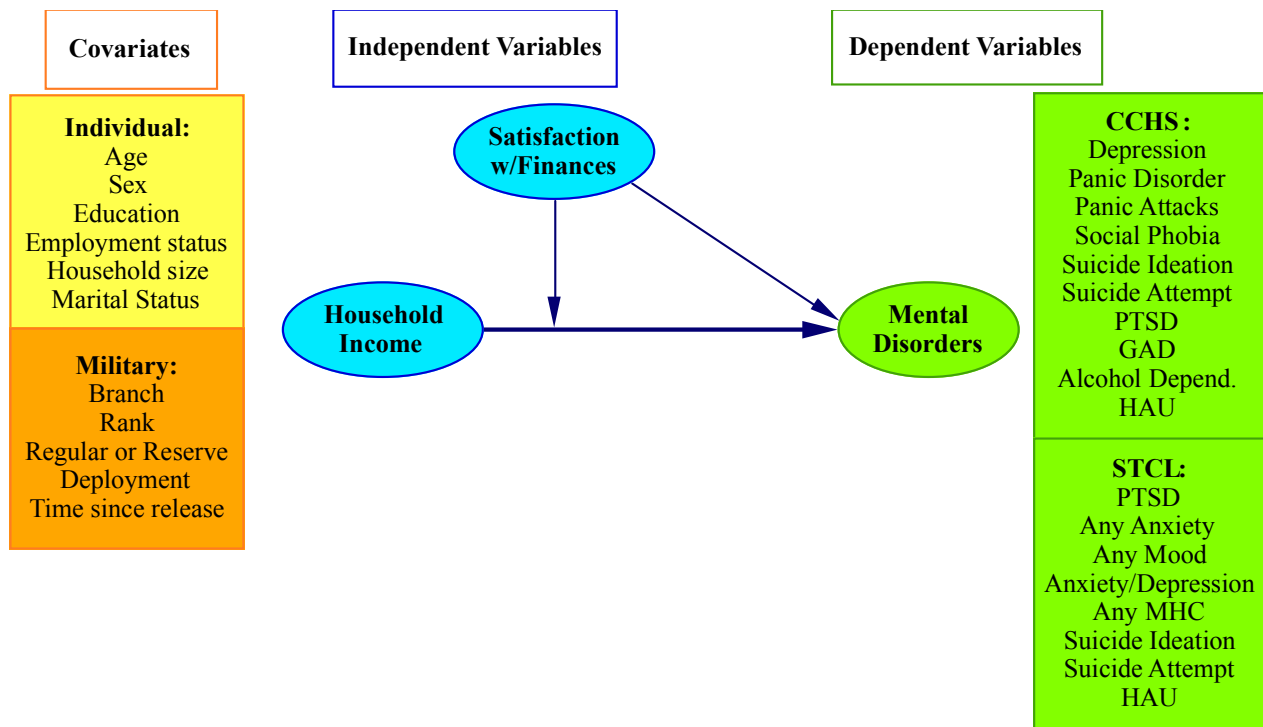 Covariates
Independent Variables
Dependent Variables
Individual:
Age
Sex
Education
Employment status
Household size
Marital Status
Military:
Branch
Rank
Regular or Reserve
Deployment
Time since release
Satisfaction
w/Finances
Household
Income
Mental
Disorders
CCHS:
Depression
Panic Disorder
Panic Attacks
Social Phobia
Suicide Ideation
Suicide Attempt
PTSD
GAD
Alcohol Depend.
HAU
STCL:
PTSD
Any Anxiety
Any Mood
Anxiety/Depression
Any MHC
Suicide Ideation
Suicide Attempt
HAU